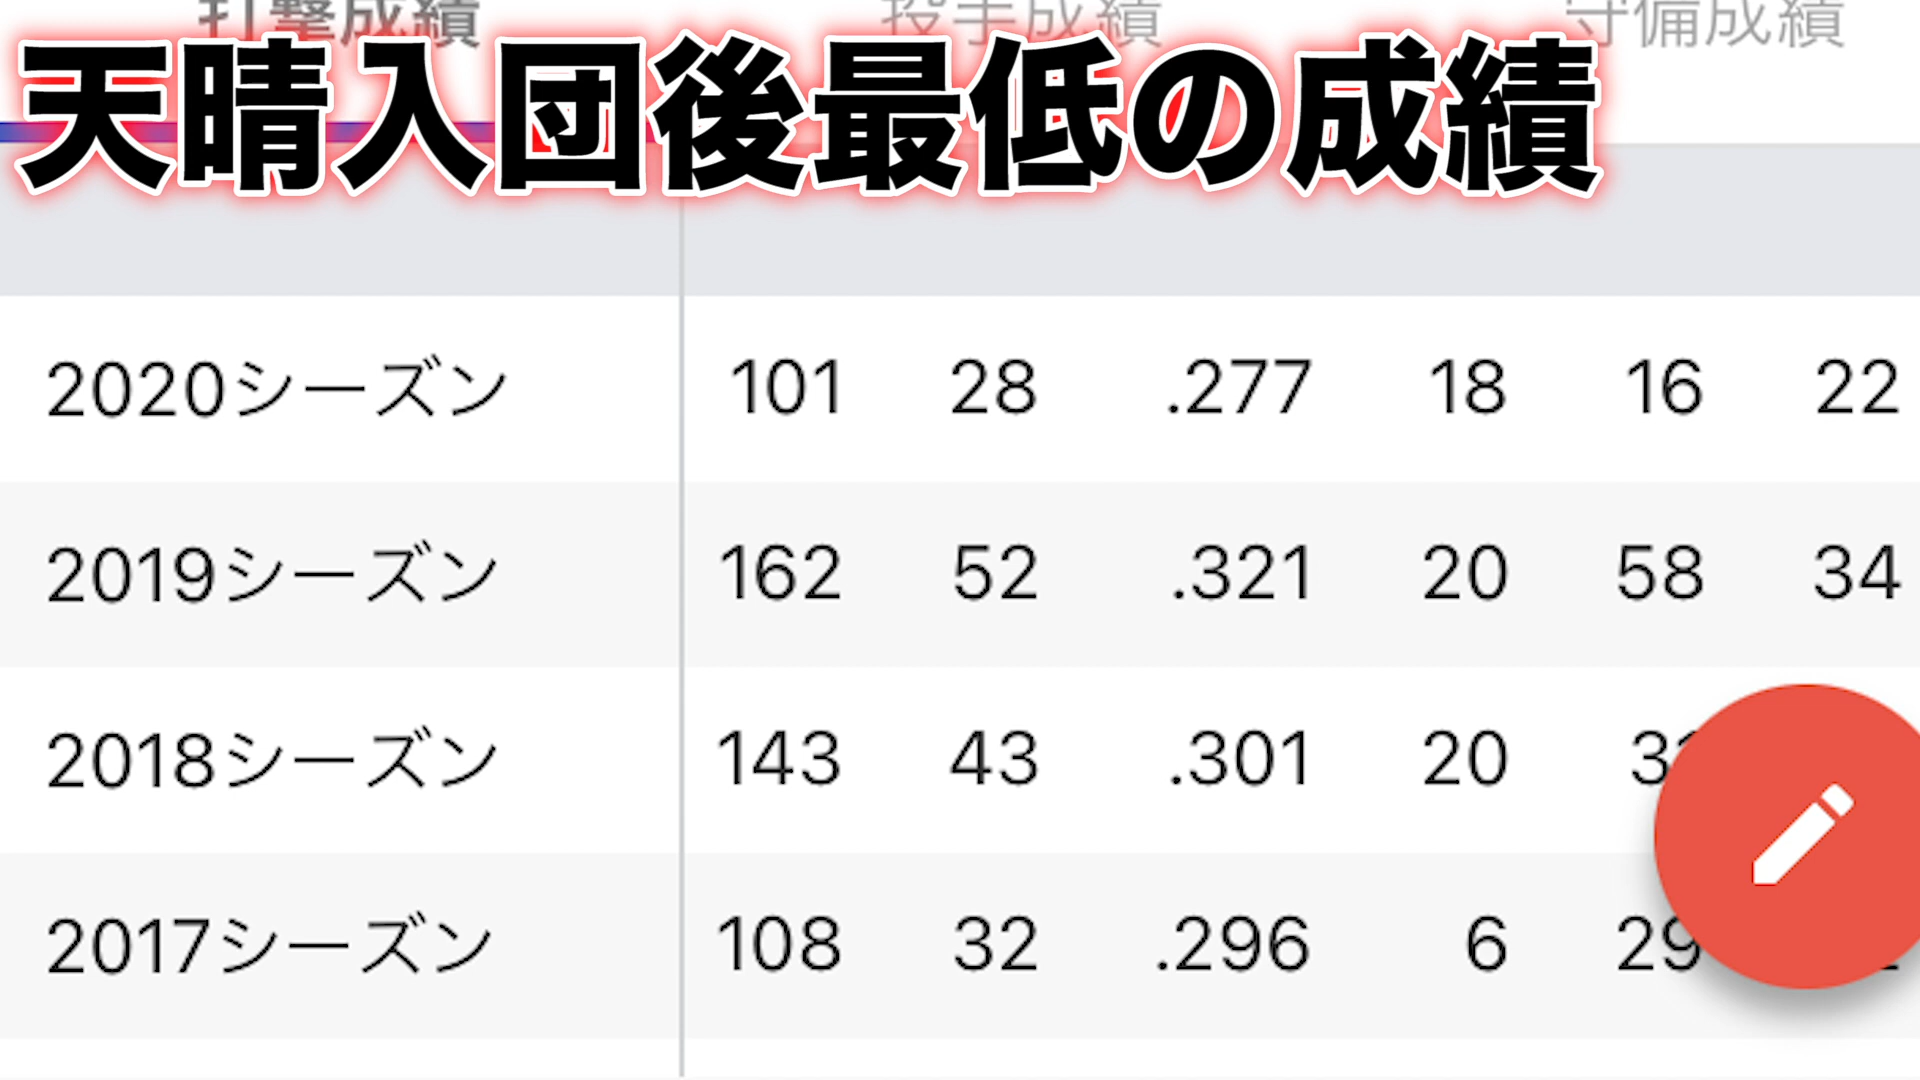 打撃成績 投手成績 守備成績
天晴入団後最低の成績
2020シーズン 101 28 .277 18 16 22
2019シーズン 162 52 .321 20 58 34
2018シーズン 143 43 .301 20
2017シーズン 108 32 .296 6 29